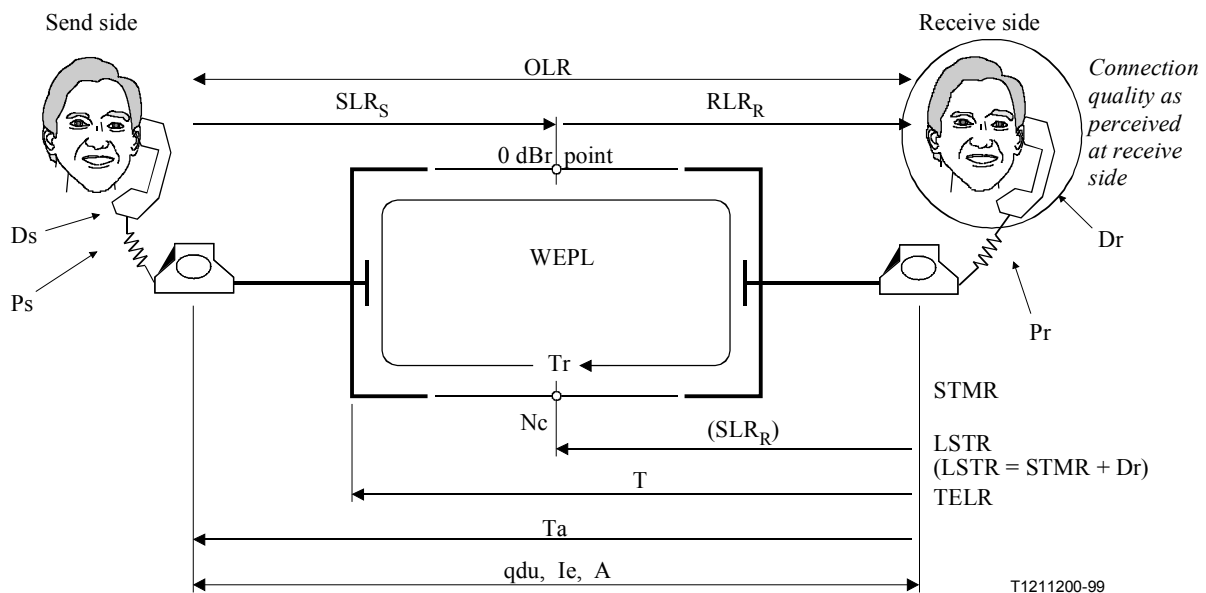 Send side
Receive side
OLR
Connection
quality as
perceived
at receive
side
SLRS
RLRR
0 dBr point
Ds
Dr
WEPL
Ps
Pr
Tr
STMR
Nc
(SLRR)
LSTR
(LSTR = STMR + Dr)
T
TELR
Ta
qdu, Ie, A
T1211200-99